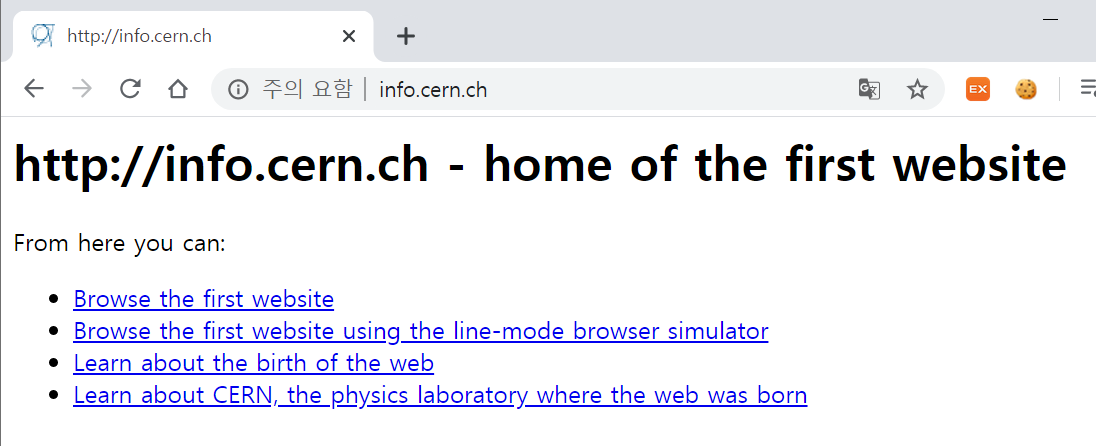 http://info.cern.ch
주의 요함 | info.cern.ch
EX
http://info.cern.ch - home of the first website
From here you can:
• Browse the first website
• Browse the first website using the line-mode browser simulator
• Learn about the birth of the web
• Learn about CERN, the physics laboratory where the web was born